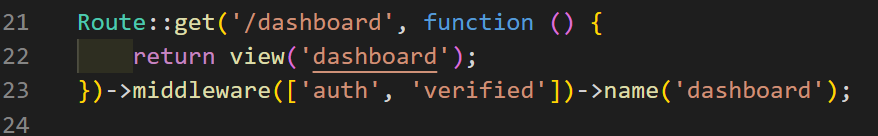 21 Route::get('/dashboard', function () {
22     return view('dashboard');
23 })->middleware(['auth', 'verified'])->name('dashboard');
24